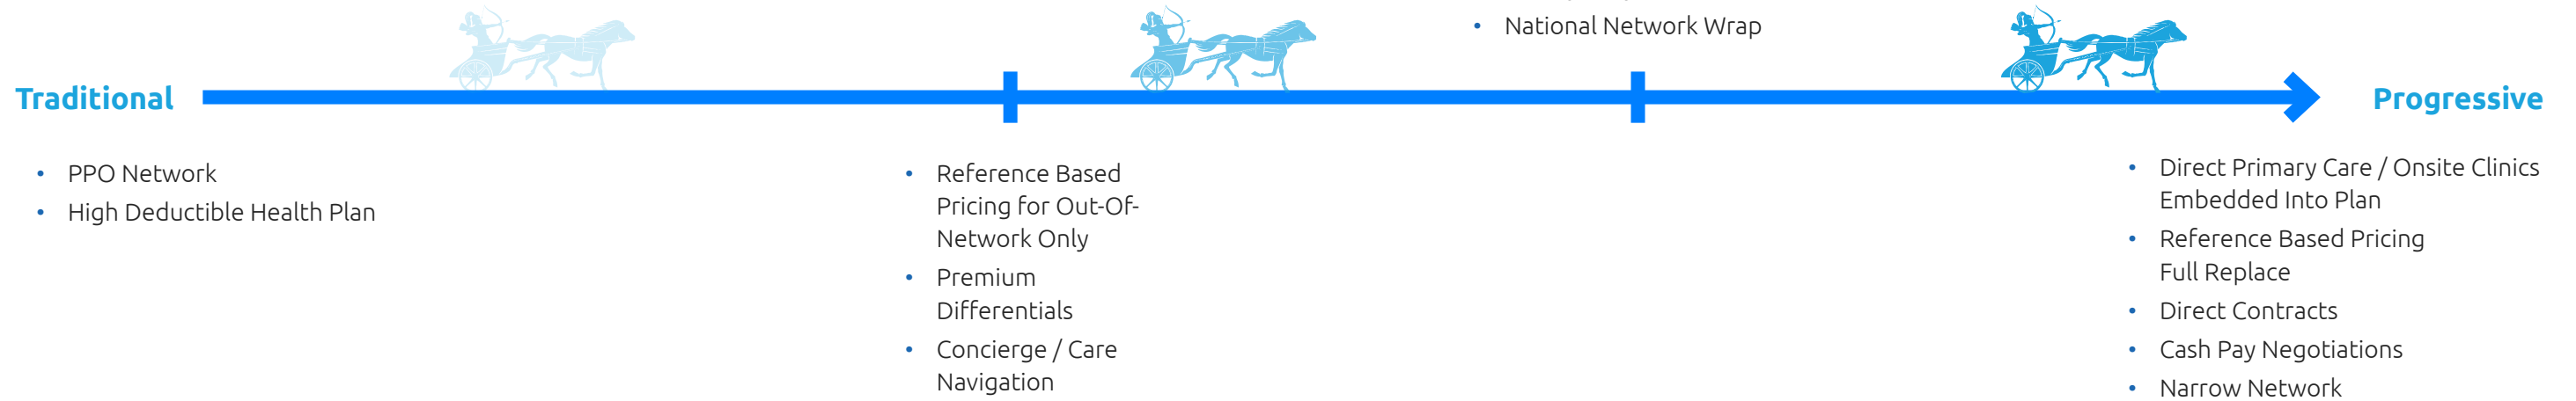 • National Network Wrap
Traditional
Progressive
• PPO Network
• High Deductible Health Plan
• Reference Based
Pricing for Out-Of-
Network Only
• Premium
Differentials
• Concierge / Care
Navigation
• Direct Primary Care / Onsite Clinics
Embedded Into Plan
• Reference Based Pricing
Full Replace
• Direct Contracts
• Cash Pay Negotiations
• Narrow Network